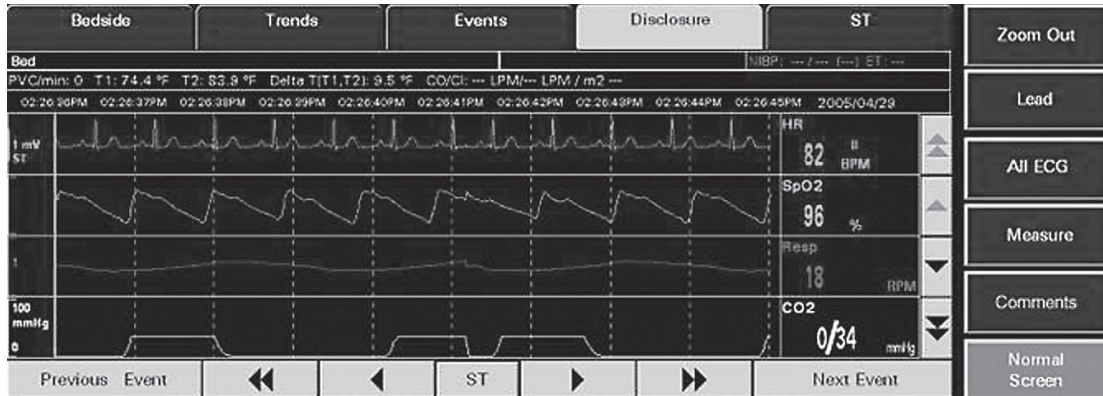 Bedside Trends Events Disclosure ST
Zoom Out
Bed NIBP: --- / --- (---) ET: ---
PVC/min: 0 T1: 74.4 °F T2: 83.9 °F Delta T(T1,T2): 9.5 °F CO/CI: --- LPM/--- LPM / m2 ---
02:26:36PM 02:26:37PM 02:26:38PM 02:26:39PM 02:26:40PM 02:26:41PM 02:26:42PM 02:26:43PM 02:26:44PM 02:26:45PM 2005/04/29
Lead
HR
1 mV
ST
82 II
BPM
All ECG
SpO2
96 %
Measure
Resp
1
18 RPM
Comments
100
mmHg
0
CO2
0/34 mmHg
Previous Event ST Next Event
Normal
Screen